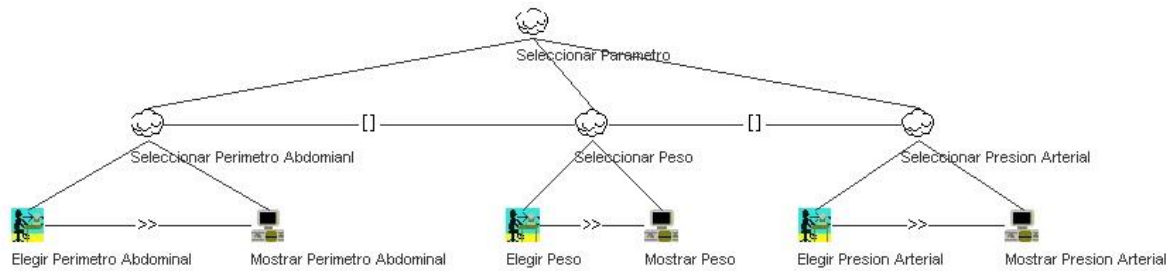 Seleccionar Parametro
[]
[]
Seleccionar Perimetro Abdomianl
Seleccionar Peso
Seleccionar Presion Arterial
>>
>>
>>
Elegir Perimetro Abdominal
Mostrar Perimetro Abdominal
Elegir Peso
Mostrar Peso
Elegir Presion Arterial
Mostrar Presion Arterial